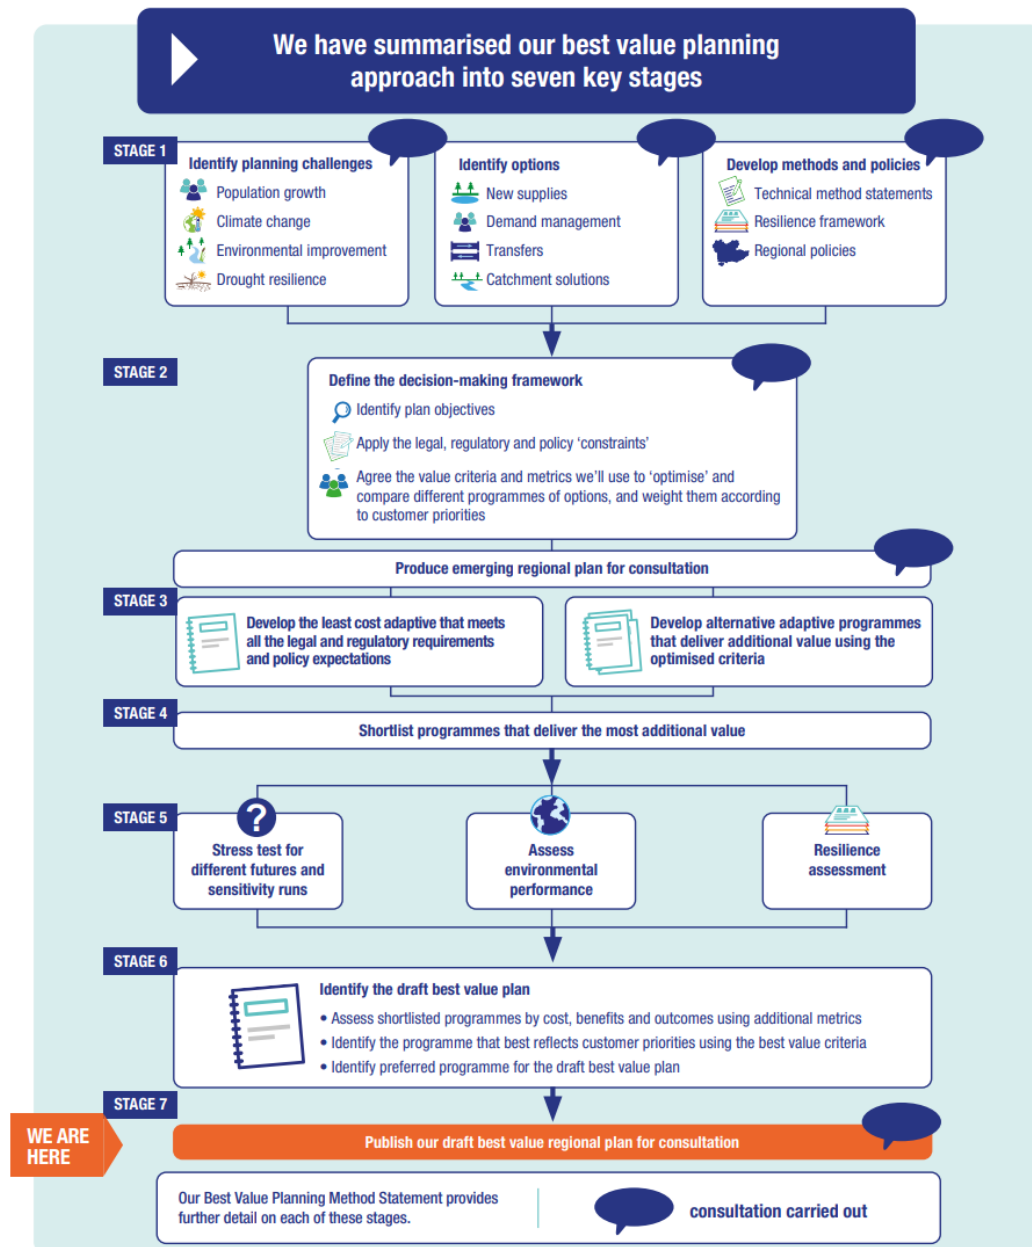 We have summarised our best value planning
approach into seven key stages
STAGE 1
Identify planning challenges
Population growth
Climate change
Environmental improvement
Drought resilience
Identify options
New supplies
Demand management
Transfers
Catchment solutions
Develop methods and policies
Technical method statements
Resilience framework
Regional policies
STAGE 2
Define the decision-making framework
Identify plan objectives
Apply the legal, regulatory and policy ‘constraints’
Agree the value criteria and metrics we’ll use to ‘optimise’ and
compare different programmes of options, and weight them according
to customer priorities
Produce emerging regional plan for consultation
STAGE 3
Develop the least cost adaptive that meets
all the legal and regulatory requirements
and policy expectations
Develop alternative adaptive programmes
that deliver additional value using the
optimised criteria
STAGE 4
Shortlist programmes that deliver the most additional value
STAGE 5
?
Stress test for
different futures and
sensitivity runs
Assess
environmental
performance
Resilience
assessment
STAGE 6
Identify the draft best value plan
• Assess shortlisted programmes by cost, benefits and outcomes using additional metrics
• Identify the programme that best reflects customer priorities using the best value criteria
• Identify preferred programme for the draft best value plan
STAGE 7
WE ARE
HERE
Publish our draft best value regional plan for consultation
Our Best Value Planning Method Statement provides
further detail on each of these stages.
consultation carried out